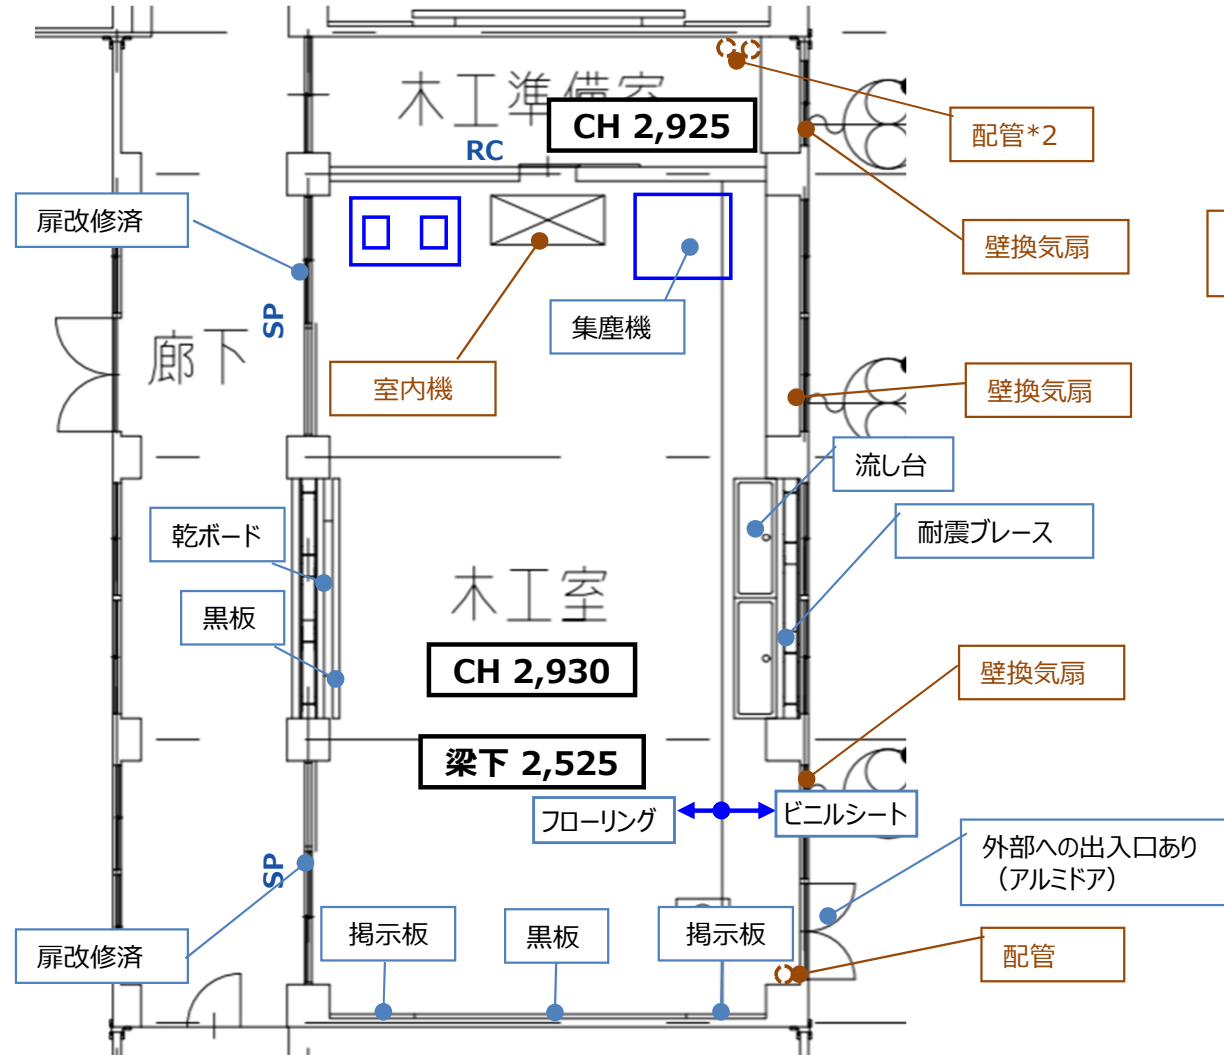 木工準備室
CH 2,925
配管*2
RC
扉改修済
壁換気扇
SP
集塵機
廊下
室内機
壁換気扇
流し台
乾ボード
耐震ブレース
木工室
黒板
CH 2,930
壁換気扇
梁下 2,525
フローリング
ビニルシート
外部への出入口あり
（アルミドア）
SP
掲示板
黒板
掲示板
扉改修済
配管